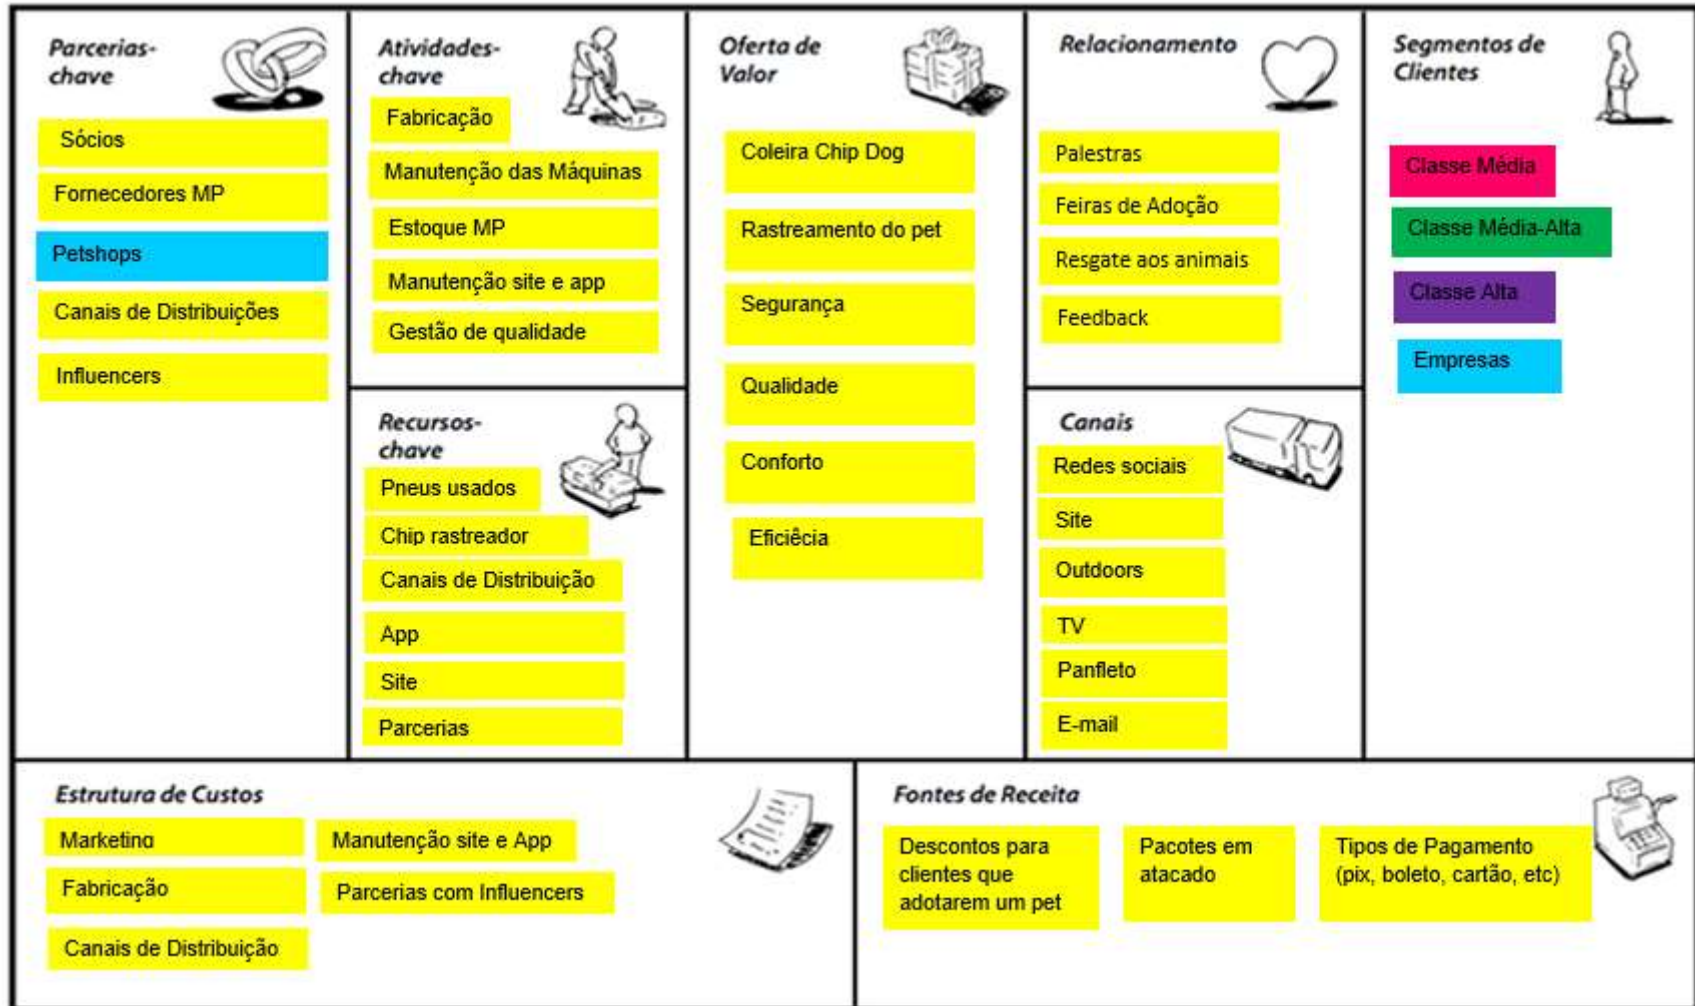 Parcerias-
chave
Sócios
Fornecedores MP
Petshops
Canais de Distribuições
Influencers
Atividades-
chave
Fabricação
Manutenção das Máquinas
Estoque MP
Manutenção site e app
Gestão de qualidade
Recursos-
chave
Pneus usados
Chip rastreador
Canais de Distribuição
App
Site
Parcerias
Oferta de
Valor
Coleira Chip Dog
Rastreamento do pet
Segurança
Qualidade
Conforto
Eficiêcia
Relacionamento
Palestras
Feiras de Adoção
Resgate aos animais
Feedback
Canais
Redes sociais
Site
Outdoors
TV
Panfleto
E-mail
Segmentos de
Clientes
Classe Média
Classe Média-Alta
Classe Alta
Empresas
Estrutura de Custos
Marketing
Fabricação
Canais de Distribuição
Manutenção site e App
Parcerias com Influencers
Fontes de Receita
Descontos para
clientes que
adotarem um pet
Pacotes em
atacado
Tipos de Pagamento
(pix, boleto, cartão, etc)